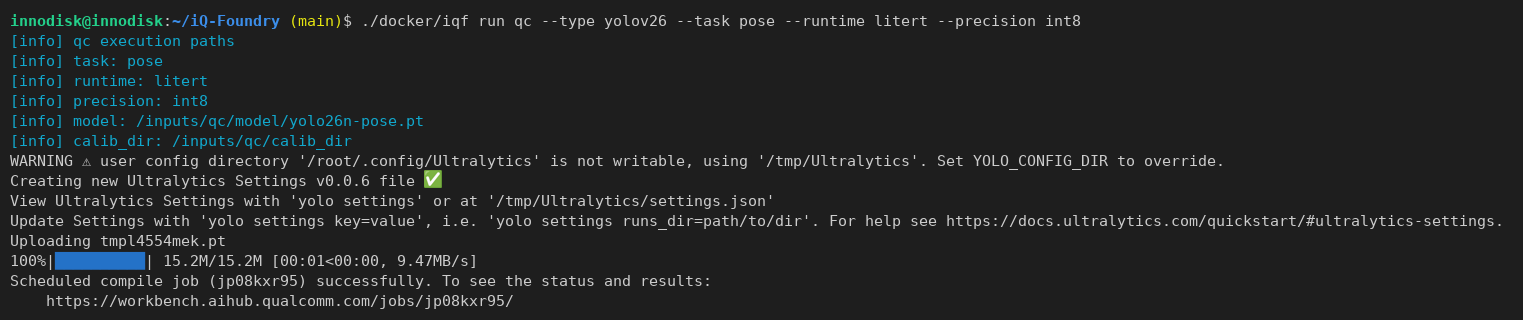 innodisk@innodisk:~/iQ-Foundry (main)$ ./docker/iqf run qc --type yolov26 --task pose --runtime litert --precision int8
[info] qc execution paths
[info] task: pose
[info] runtime: litert
[info] precision: int8
[info] model: /inputs/qc/model/yolo26n-pose.pt
[info] calib_dir: /inputs/qc/calib_dir
WARNING ⚠ user config directory '/root/.config/Ultralytics' is not writable, using '/tmp/Ultralytics'. Set YOLO_CONFIG_DIR to override.
Creating new Ultralytics Settings v0.0.6 file ✅
View Ultralytics Settings with 'yolo settings' or at '/tmp/Ultralytics/settings.json'
Update Settings with 'yolo settings key=value', i.e. 'yolo settings runs_dir=path/to/dir'. For help see https://docs.ultralytics.com/quickstart/#ultralytics-settings.
Uploading tmpl4554mek.pt
100%|██████████| 15.2M/15.2M [00:01<00:00, 9.47MB/s]
Scheduled compile job (jp08kxr95) successfully. To see the status and results:
    https://workbench.aihub.qualcomm.com/jobs/jp08kxr95/